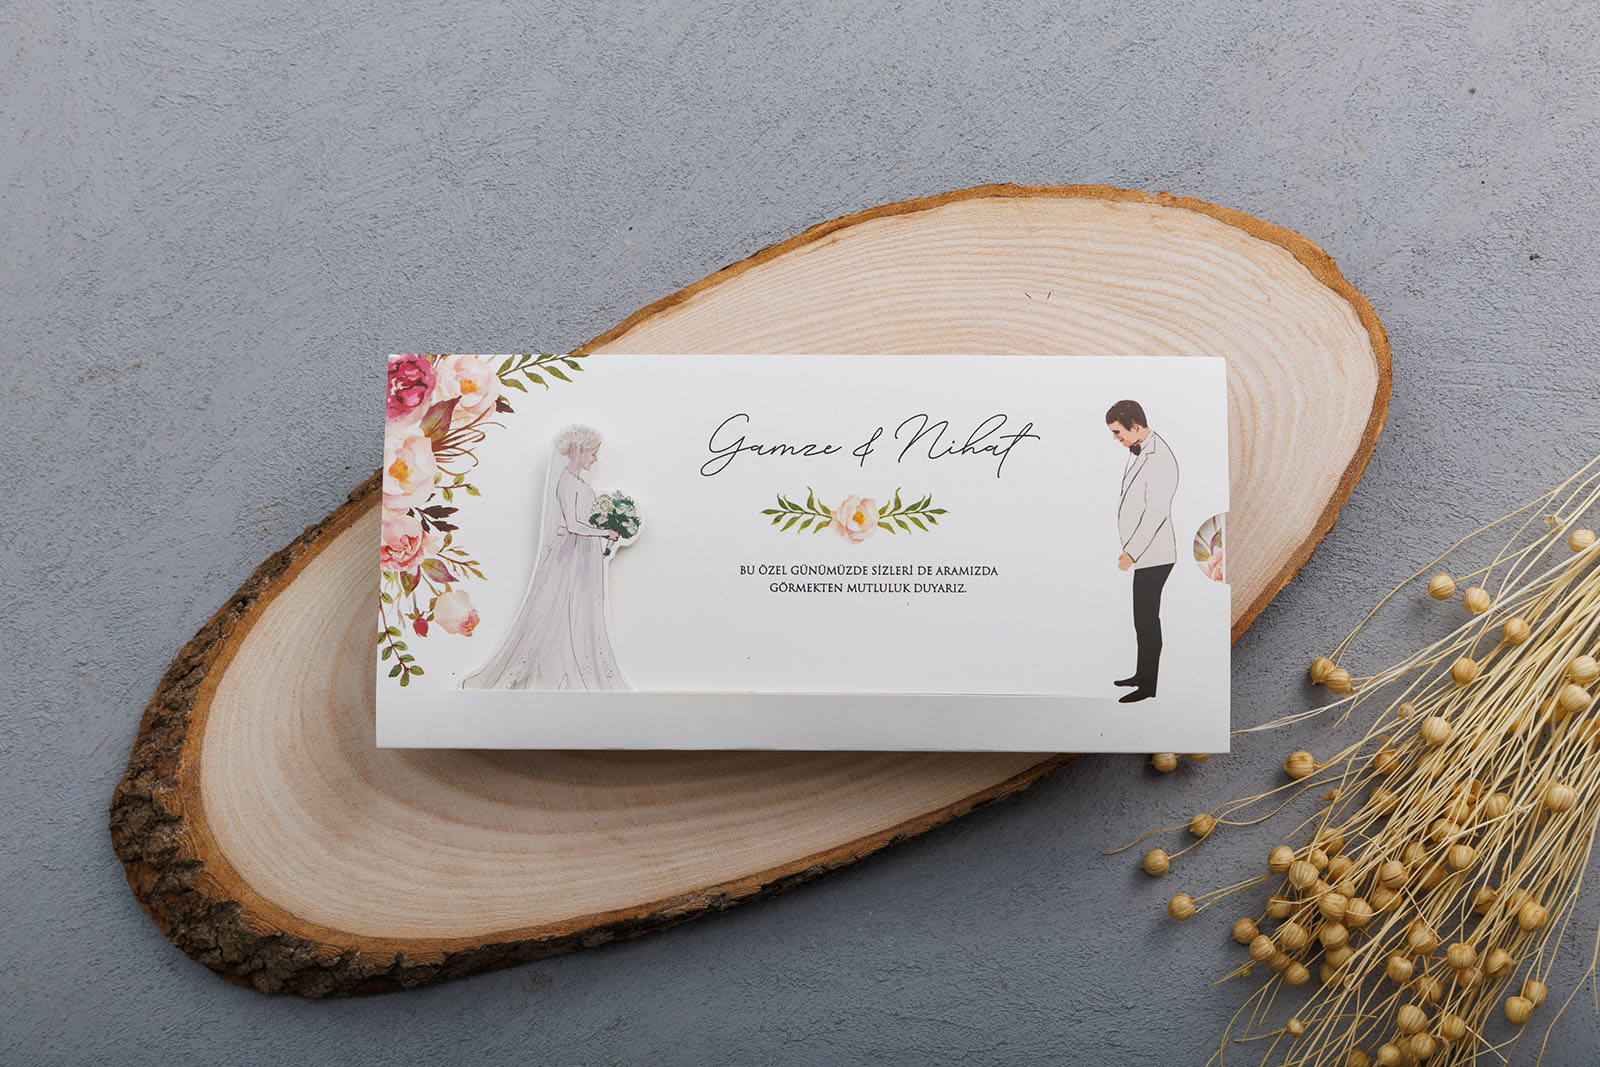 Gamze & Nihat
BU ÖZEL GÜNÜMÜZDE SİZLERİ DE ARAMIZDA
GÖRMEKTEN MUTLULUK DUYARIZ.